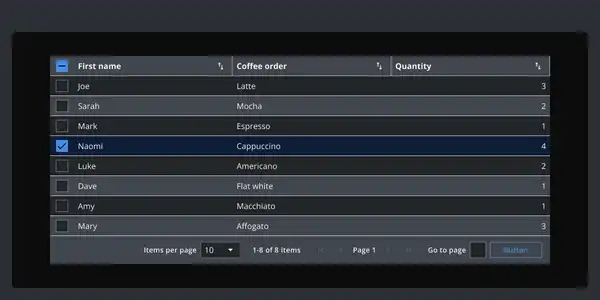 First name Coffee order Quantity
Joe Latte 3
Sarah Mocha 2
Mark Espresso 1
Naomi Cappuccino 4
Luke Americano 2
Dave Flat white 1
Amy Macchiato 1
Mary Affogato 3
Items per page 10 1-8 of 8 items Page 1 Go to page Button